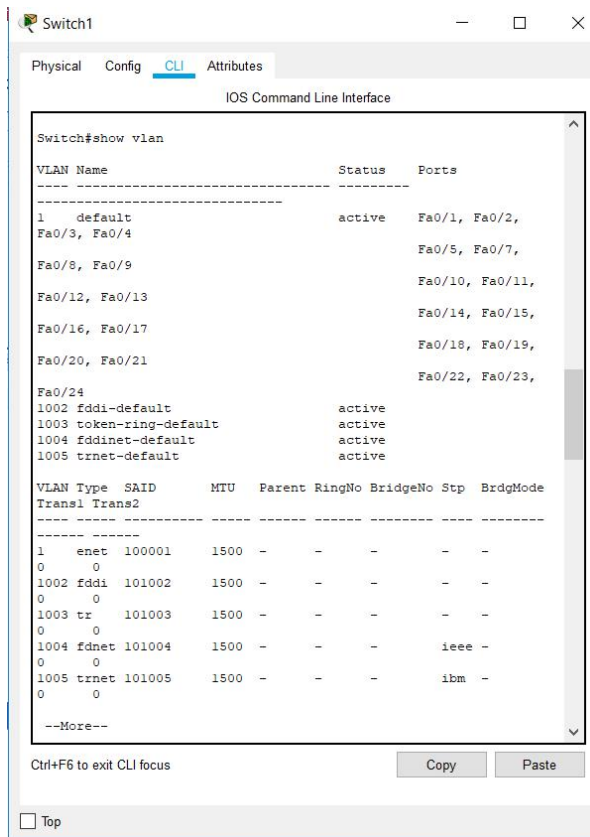 Switch1
Physical Config CLI Attributes
IOS Command Line Interface
Switch#show vlan
VLAN Name Status Ports
---- -------------------------------- ---------
-------------------------------
1 default active Fa0/1, Fa0/2,
Fa0/3, Fa0/4
Fa0/5, Fa0/7,
Fa0/8, Fa0/9
Fa0/10, Fa0/11,
Fa0/12, Fa0/13
Fa0/14, Fa0/15,
Fa0/16, Fa0/17
Fa0/18, Fa0/19,
Fa0/20, Fa0/21
Fa0/22, Fa0/23,
Fa0/24
1002 fddi-default active
1003 token-ring-default active
1004 fddinet-default active
1005 trnet-default active
VLAN Type SAID MTU Parent RingNo BridgeNo Stp BrdgMode
Trans1 Trans2
---- ----- ---------- ----- ------ ------ -------- ---- --------
------ ------
1 enet 100001 1500 - - - - -
0 0
1002 fddi 101002 1500 - - - - -
0 0
1003 tr 101003 1500 - - - - -
0 0
1004 fdnet 101004 1500 - - - ieee -
0 0
1005 trnet 101005 1500 - - - ibm -
0 0
--More--
Ctrl+F6 to exit CLI focus
Copy Paste
Top